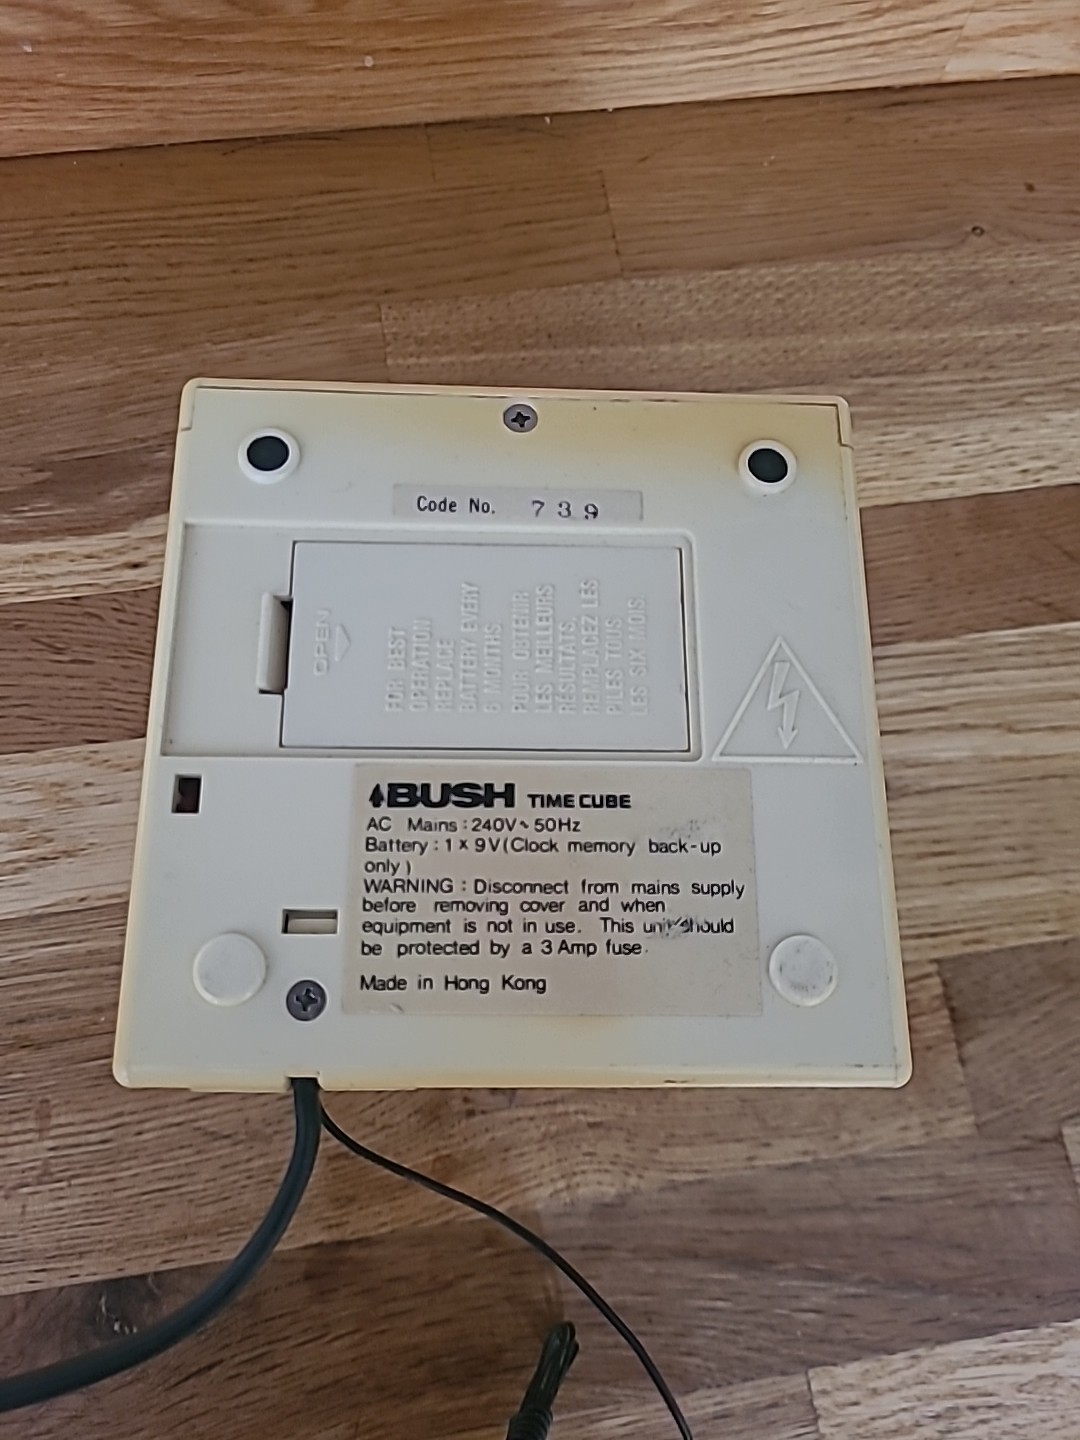 Code No. 739
OPEN
FOR BEST
OPERATION
REPLACE
BATTERY EVERY
6 MONTHS.
POUR OBTENIR
LES MEILLEURS
RESULTATS,
REMPLACEZ LES
PILES TOUS
LES SIX MOIS.
BUSH TIME CUBE
AC Mains : 240V ~ 50Hz
Battery : 1 x 9V (Clock memory back-up
only)
WARNING : Disconnect from mains supply
before removing cover and when
equipment is not in use. This unit should
be protected by a 3 Amp fuse.
Made in Hong Kong